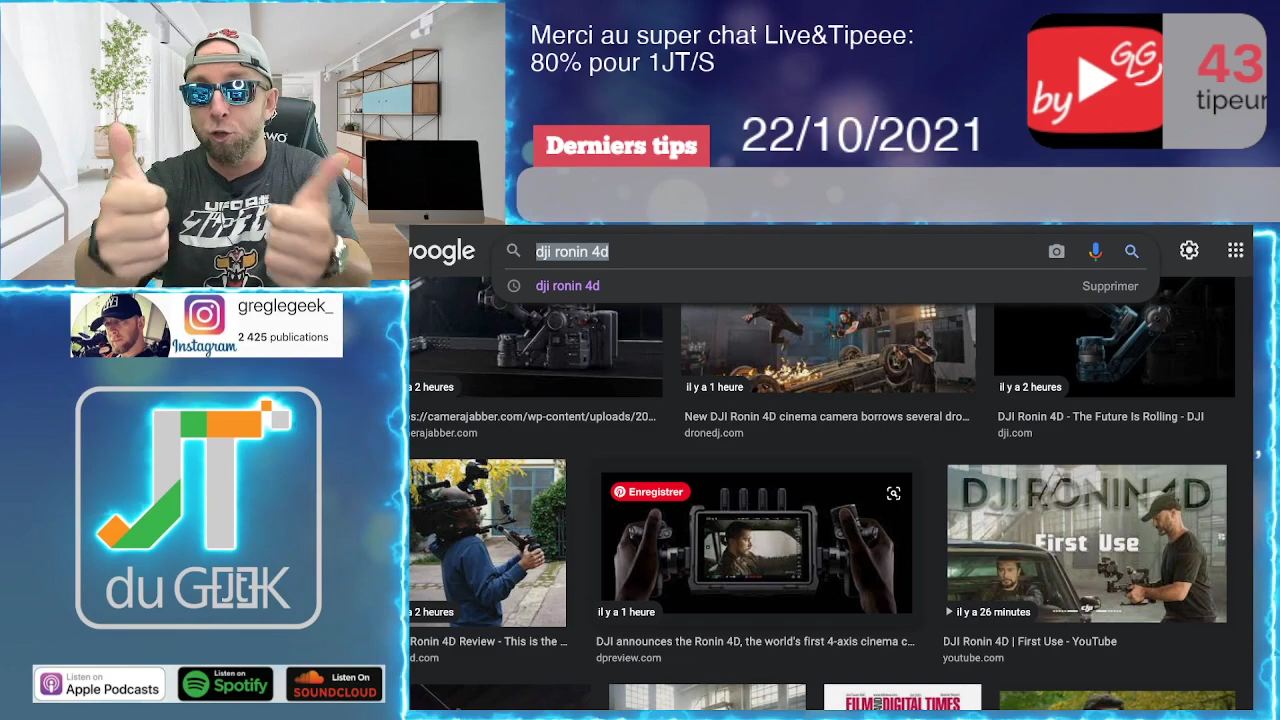 Merci au super chat Live&Tipeee:
80% pour 1JT/S
by
GLG
43
tipeur
Derniers tips
22/10/2021
greglegeek_
2 425 publications
Instagram
JT
du GEEK
Listen on
Apple Podcasts
Listen on
Spotify
Listen On
SOUNDCLOUD
oogle
dji ronin 4d
dji ronin 4d
Supprimer
a 2 heures
il y a 1 heure
il y a 2 heures
s://camerajabber.com/wp-content/uploads/20...
erajabber.com
New DJI Ronin 4D cinema camera borrows several dro...
dronedj.com
DJI Ronin 4D - The Future Is Rolling - DJI
dji.com
Enregistrer
DJI RONIN 4D
First Use
a 2 heures
il y a 1 heure
il y a 26 minutes
Ronin 4D Review - This is the ...
d.com
DJI announces the Ronin 4D, the world's first 4-axis cinema c...
dpreview.com
DJI Ronin 4D | First Use - YouTube
youtube.com
FILM AND DIGITAL TIMES